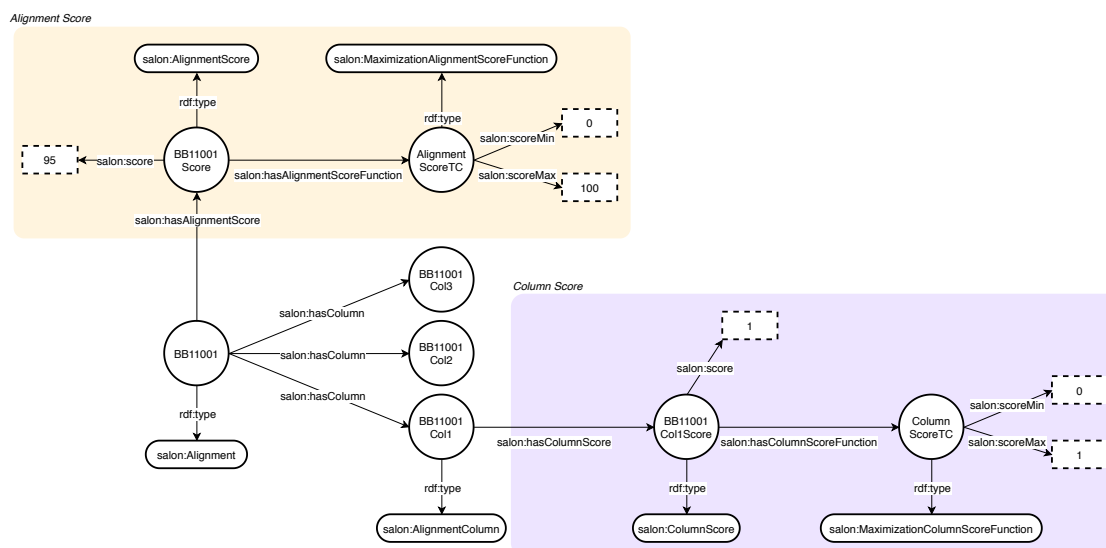 Alignment Score
salon:AlignmentScore
salon:MaximizationAlignmentScoreFunction
rdf:type
rdf:type
95
salon:score
BB11001
Score
salon:hasAlignmentScoreFunction
Alignment
ScoreTC
salon:scoreMin
0
salon:scoreMax
100
salon:hasAlignmentScore
BB11001
Col3
salon:hasColumn
BB11001
salon:hasColumn
BB11001
Col2
salon:hasColumn
rdf:type
salon:Alignment
BB11001
Col1
salon:hasColumnScore
rdf:type
salon:AlignmentColumn
Column Score
1
salon:score
BB11001
Col1Score
salon:hasColumnScoreFunction
Column
ScoreTC
salon:scoreMin
0
salon:scoreMax
1
rdf:type
rdf:type
salon:ColumnScore
salon:MaximizationColumnScoreFunction